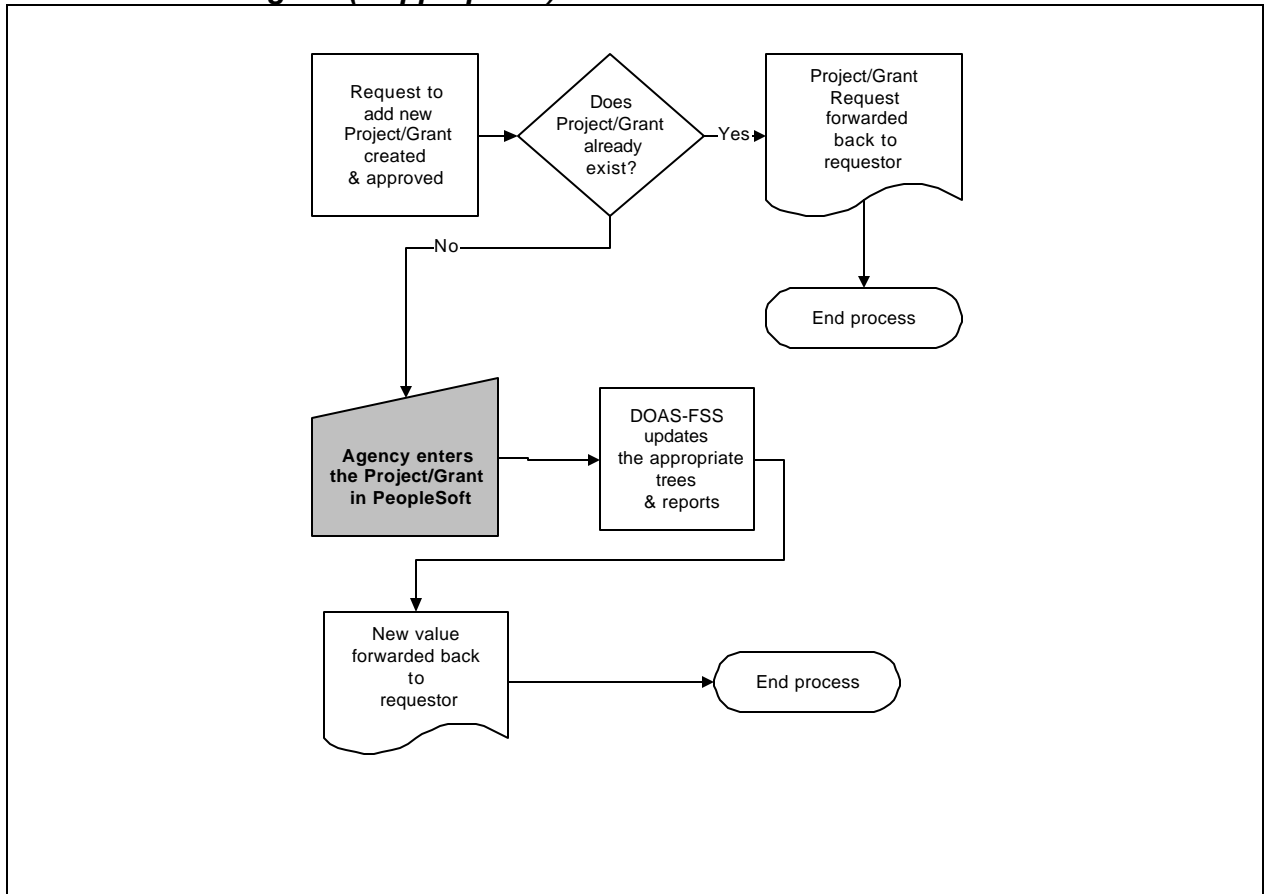 Request to
add new
Project/Grant
created
& approved
Does
Project/Grant
already
exist?
Yes
Project/Grant
Request
forwarded
back to
requestor
No
End process
Agency enters
the Project/Grant
in PeopleSoft
DOAS-FSS
updates
the appropriate
trees
& reports
New value
forwarded back
to
requestor
End process